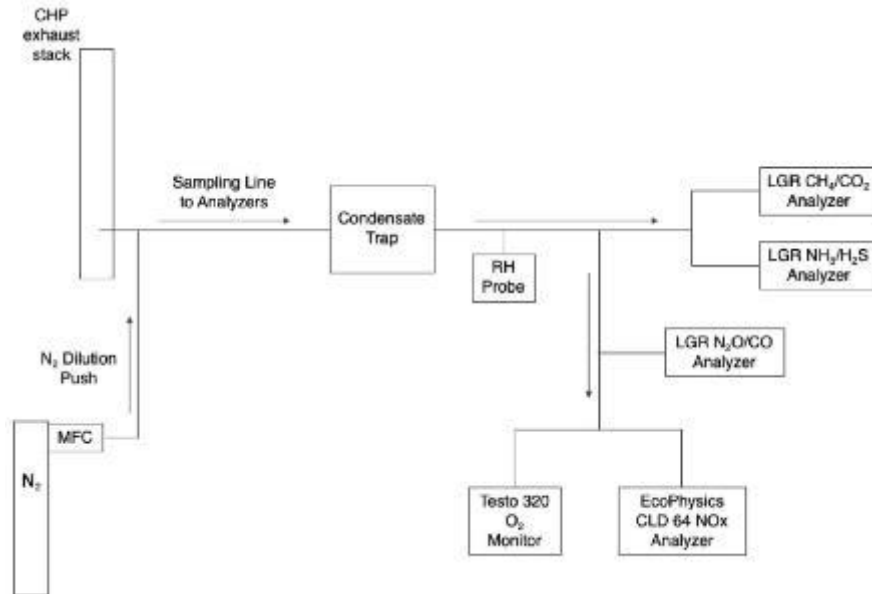 CHP
exhaust
stack
Sampling Line
to Analyzers
Condensate
Trap
RH
Probe
LGR CH₄/CO₂
Analyzer
LGR NH₃/H₂S
Analyzer
LGR N₂O/CO
Analyzer
N₂ Dilution
Push
MFC
N₂
Testo 320
O₂
Monitor
EcoPhysics
CLD 64 NOx
Analyzer